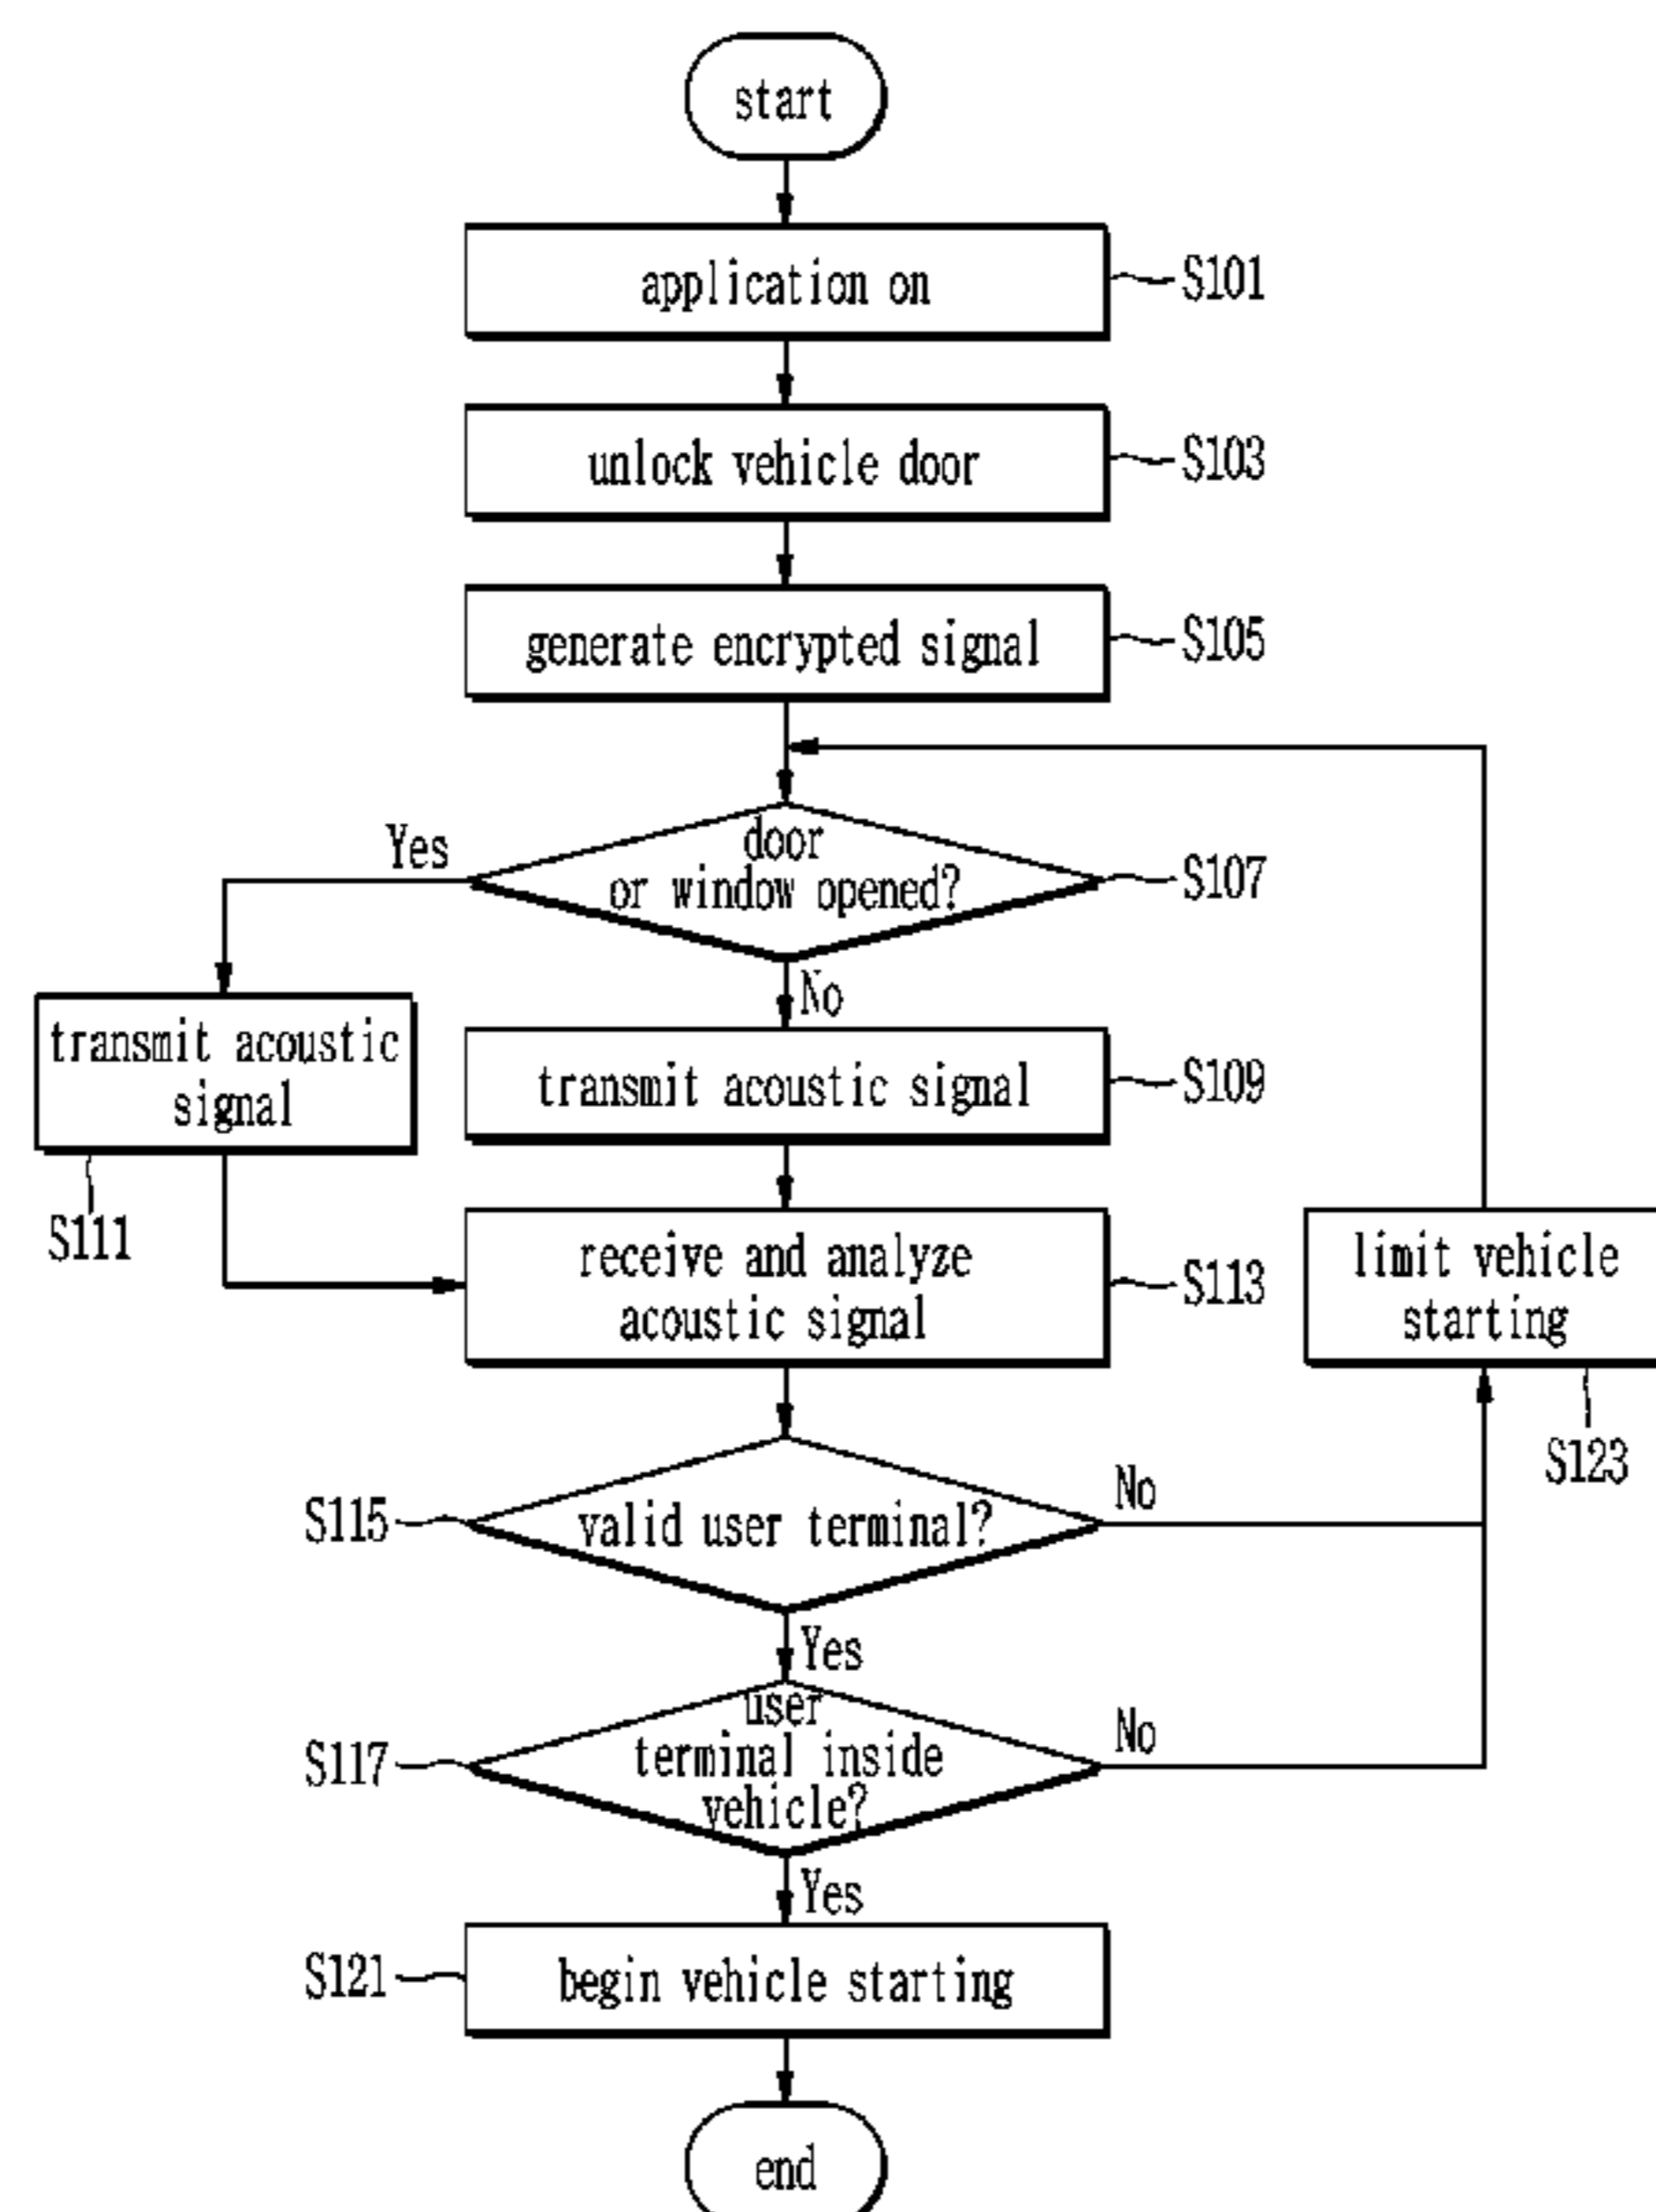 start
application on
S101
unlock vehicle door
S103
generate encrypted signal
S105
Yes
door
or window opened?
S107
No
transmit acoustic
signal
S111
transmit acoustic signal
S109
receive and analyze
acoustic signal
S113
limit vehicle
starting
S123
S115
valid user terminal?
No
Yes
S117
user
terminal inside
vehicle?
No
Yes
S121
begin vehicle starting
end